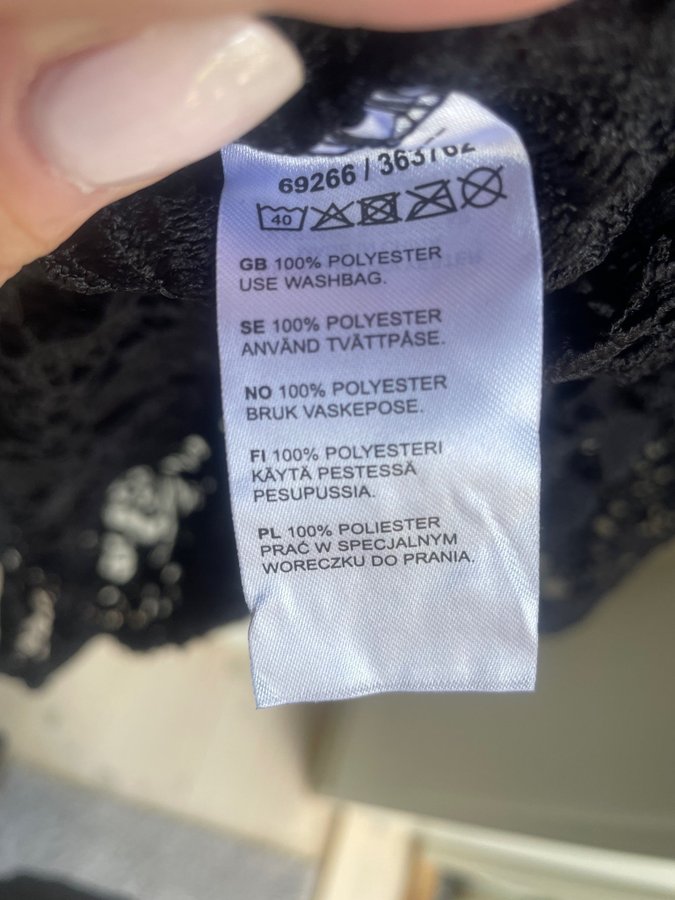 69266 / 363762
40
GB 100% POLYESTER
USE WASHBAG.
SE 100% POLYESTER
ANVÄND TVÄTTPÅSE.
NO 100% POLYESTER
BRUK VASKEPOSE.
FI 100% POLYESTERI
KÄYTÄ PESTESSÄ
PESUPUSSIA.
PL 100% POLIESTER
PRAĆ W SPECJALNYM
WORECZKU DO PRANIA.